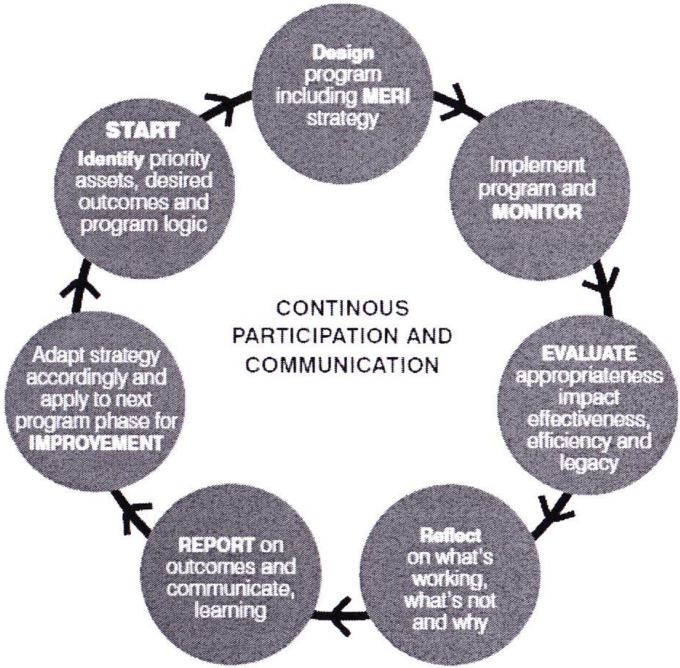 START
Identify priority
assets, desired
outcomes and
program logic
Design
program
including MERI
strategy
Implement
program and
MONITOR
EVALUATE
appropriateness
impact
effectiveness,
efficiency and
legacy
Reflect
on what's
working,
what's not
and why
REPORT on
outcomes and
communicate,
learning
Adapt strategy
accordingly and
apply to next
program phase for
IMPROVEMENT
CONTINOUS
PARTICIPATION AND
COMMUNICATION